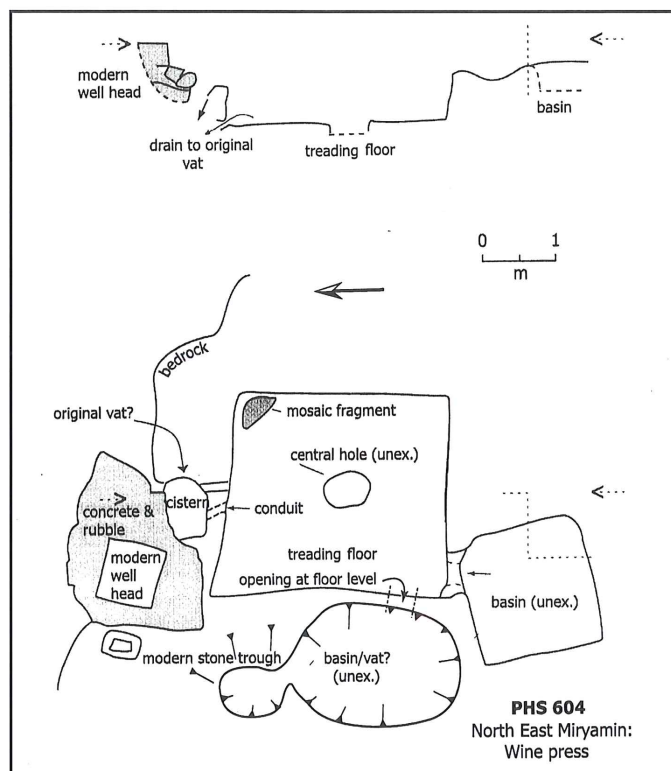 modern
well head
basin
drain to original
vat
treading floor
0 1
m
bedrock
mosaic fragment
original vat?
central hole (unex.)
cistern
concrete &
rubble
conduit
modern
well
head
treading floor
opening at floor level
basin (unex.)
modern stone trough
basin/vat?
(unex.)
PHS 604
North East Miryamin:
Wine press